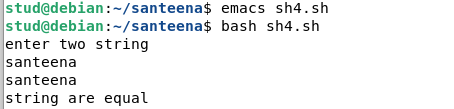 stud@debian:~/santeena$ emacs sh4.sh
stud@debian:~/santeena$ bash sh4.sh
enter two string
santeena
santeena
string are equal